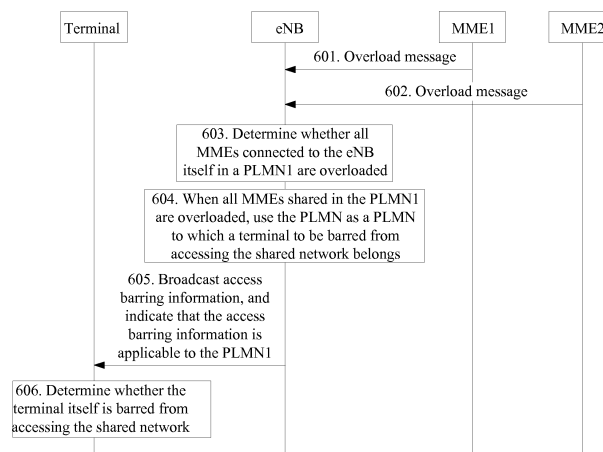 Terminal
eNB
MME1
MME2
601. Overload message
602. Overload message
603. Determine whether all
MMEs connected to the eNB
itself in a PLMN1 are overloaded
604. When all MMEs shared in the PLMN1
are overloaded, use the PLMN as a PLMN
to which a terminal to be barred from
accessing the shared network belongs
605. Broadcast access
barring information, and
indicate that the access
barring information is
applicable to the PLMN1
606. Determine whether the
terminal itself is barred from
accessing the shared network